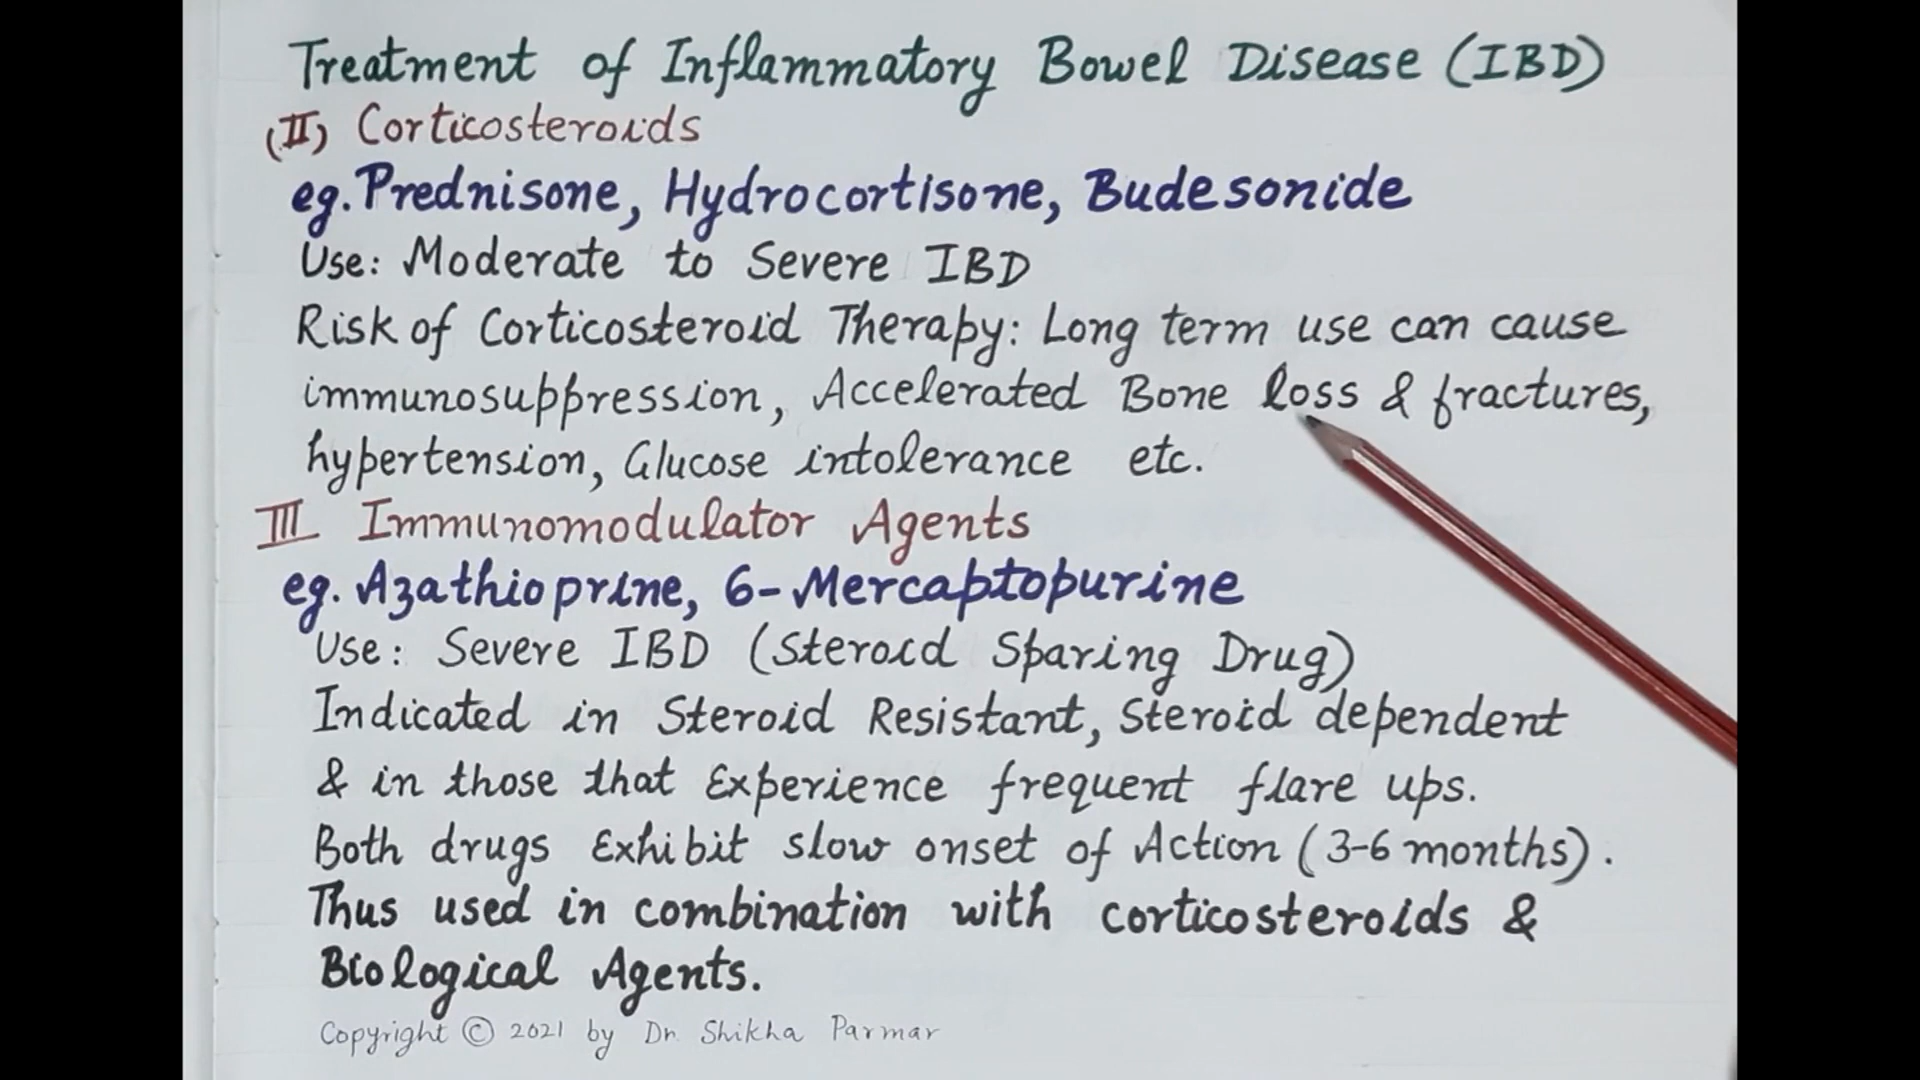 Treatment of Inflammatory Bowel Disease (IBD)
(II) Corticosteroids
eg. Prednisone, Hydrocortisone, Budesonide
Use: Moderate to Severe IBD
Risk of Corticosteroid Therapy: Long term use can cause
immunosuppression, Accelerated Bone loss & fractures,
hypertension, Glucose intolerance etc.
III Immunomodulator Agents
eg. Azathioprine, 6-Mercaptopurine
Use: Severe IBD (Steroid Sparing Drug)
Indicated in Steroid Resistant, Steroid dependent
& in those that Experience frequent flare ups.
Both drugs Exhibit slow onset of Action (3-6 months).
Thus used in combination with corticosteroids &
Biological Agents.
Copyright © 2021 by Dr. Shikha Parmar